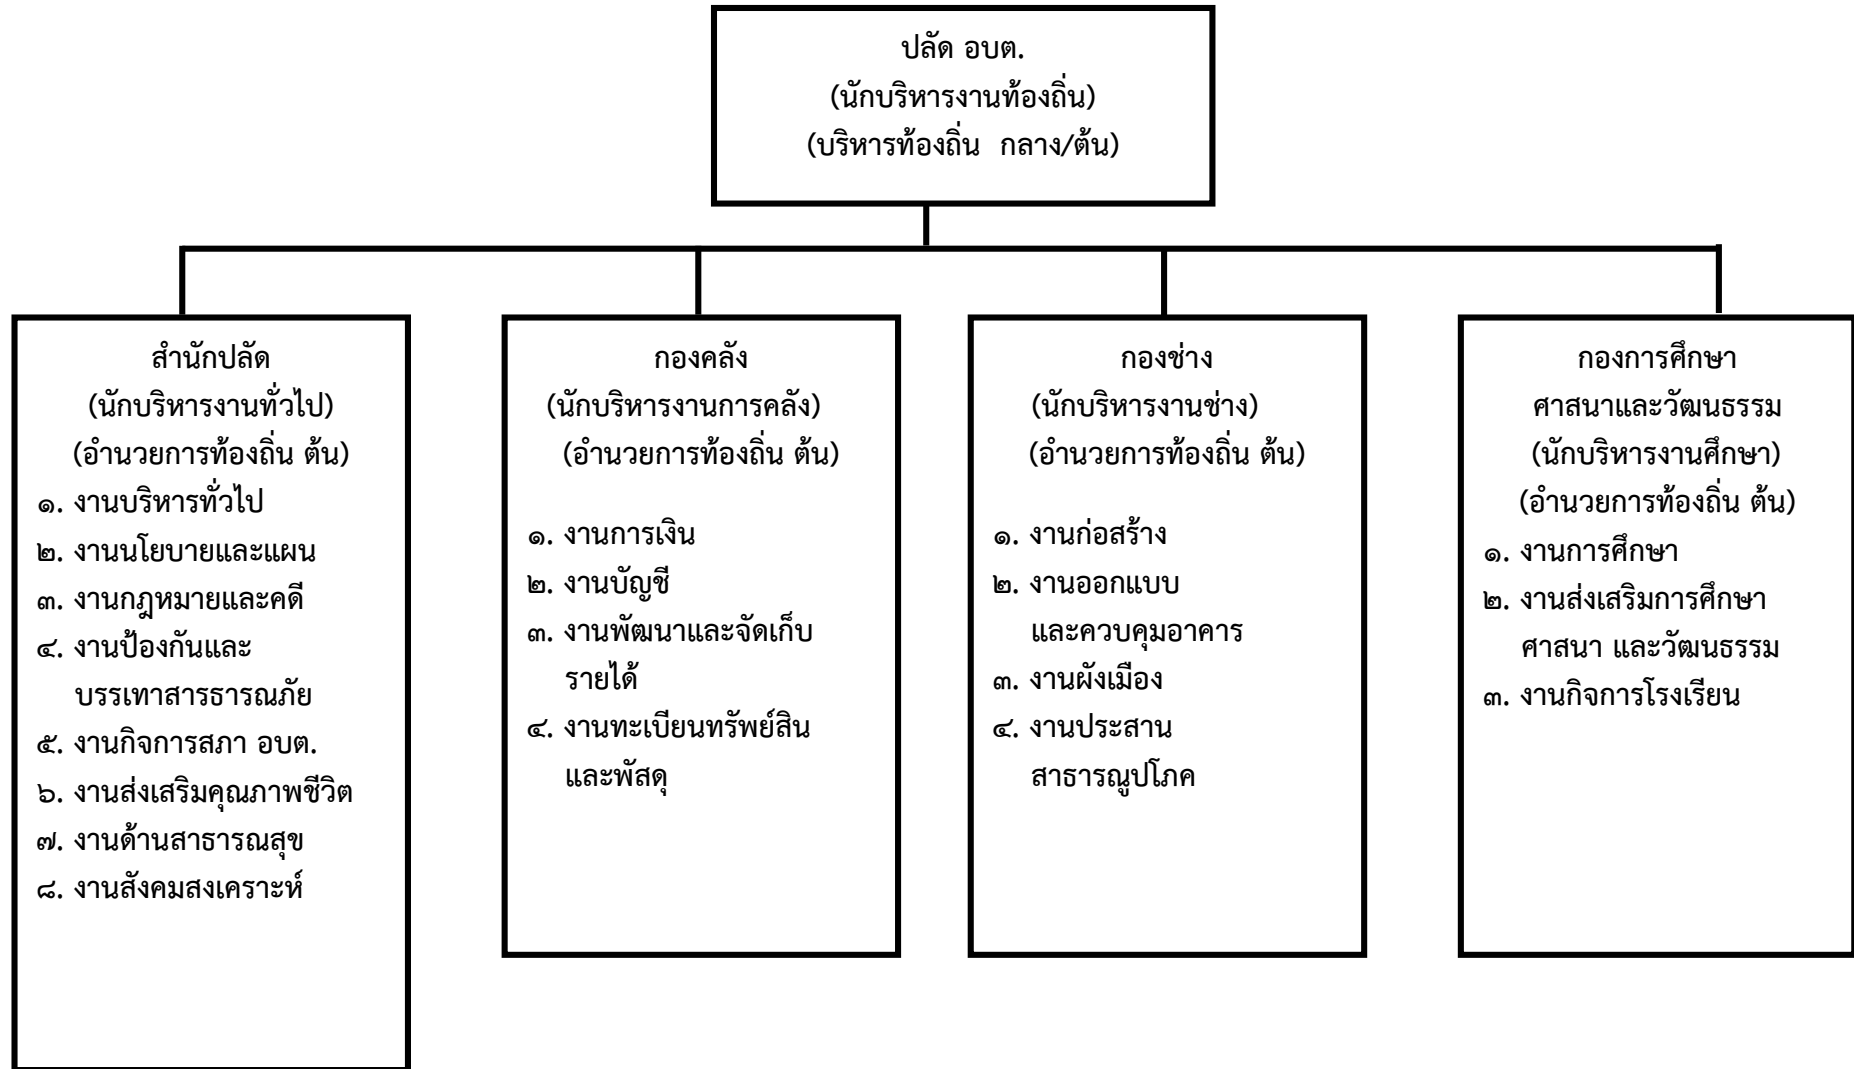 ปลัด อบต.
(นักบริหารงานท้องถิ่น)
(บริหารท้องถิ่น กลาง/ต้น)
สำนักปลัด
(นักบริหารงานทั่วไป)
(อำนวยการท้องถิ่น ต้น)
๑. งานบริหารทั่วไป
๒. งานนโยบายและแผน
๓. งานกฎหมายและคดี
๔. งานป้องกันและ
บรรเทาสารธารณภัย
๕. งานกิจการสภา อบต.
๖. งานส่งเสริมคุณภาพชีวิต
๗. งานด้านสาธารณสุข
๘. งานสังคมสงเคราะห์
กองคลัง
(นักบริหารงานการคลัง)
(อำนวยการท้องถิ่น ต้น)
๑. งานการเงิน
๒. งานบัญชี
๓. งานพัฒนาและจัดเก็บ
รายได้
๔. งานทะเบียนทรัพย์สิน
และพัสดุ
กองช่าง
(นักบริหารงานช่าง)
(อำนวยการท้องถิ่น ต้น)
๑. งานก่อสร้าง
๒. งานออกแบบ
และควบคุมอาคาร
๓. งานผังเมือง
๔. งานประสาน
สาธารณูปโภค
กองการศึกษา
ศาสนาและวัฒนธรรม
(นักบริหารงานศึกษา)
(อำนวยการท้องถิ่น ต้น)
๑. งานการศึกษา
๒. งานส่งเสริมการศึกษา
ศาสนา และวัฒนธรรม
๓. งานกิจการโรงเรียน